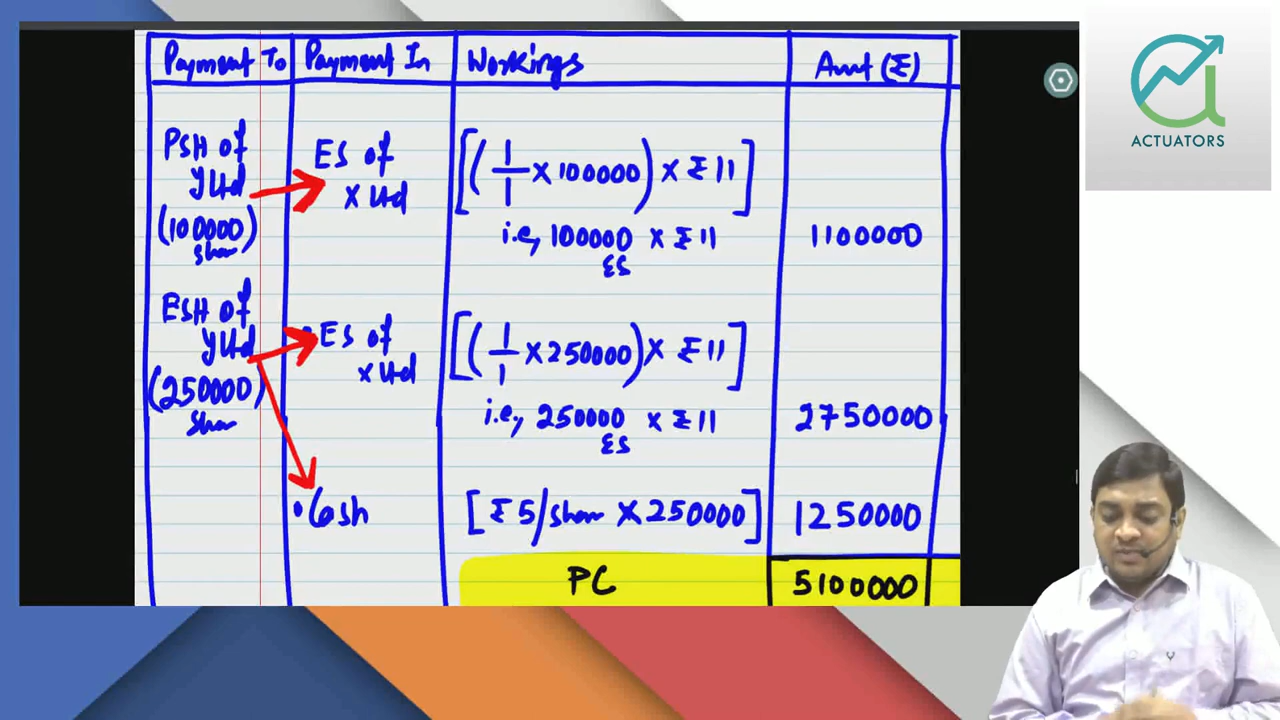 Payment To Payment In Workings Amt (₹)
PSH of
Y Ltd
(100000)
Share
ES of
X Ltd
[(1/1 × 100000) × ₹ 11]
i.e, 100000 × ₹ 11
ES
1100000
ESH of
Y Ltd
(250000)
Share
• ES of
X Ltd
[(1/1 × 250000) × ₹ 11]
i.e, 250000 × ₹ 11
ES
2750000
• Cash [₹ 5/share × 250000] 1250000
PC 5100000
ACTUATORS